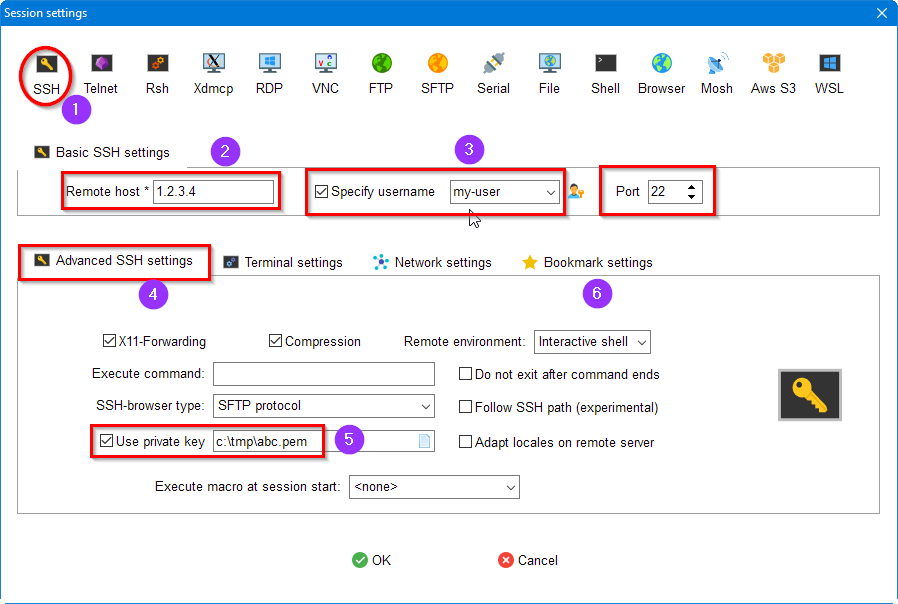 Session settings
SSH Telnet Rsh Xdmcp RDP VNC FTP SFTP Serial File Shell Browser Mosh Aws S3 WSL
1
Basic SSH settings 2 3
Remote host * 1.2.3.4 Specify username my-user Port 22
Advanced SSH settings Terminal settings Network settings Bookmark settings
4 6
X11-Forwarding Compression Remote environment: Interactive shell
Execute command: Do not exit after command ends
SSH-browser type: SFTP protocol Follow SSH path (experimental)
Use private key c:\tmp\abc.pem 5 Adapt locales on remote server
Execute macro at session start: <none>
OK Cancel